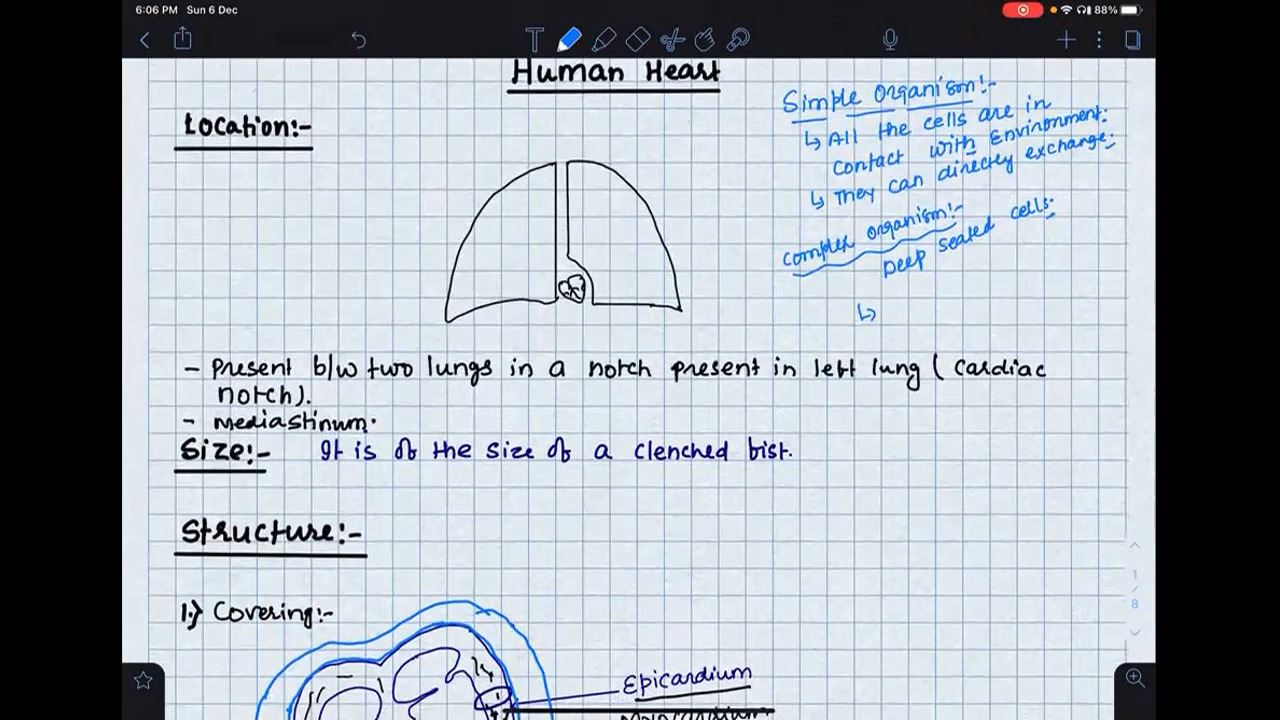 6:06 PM Sun 6 Dec
88%
Human Heart
Location:-
Simple Organism:-
↳ All the cells are in
contact with Environment.
↳ They can directly exchange.
complex organism:-
Deep seated cells.
↳
- Present b/w two lungs in a notch present in left lung ( cardiac
notch).
- mediastinum.
Size:- It is of the size of a clenched fist.
Structure:-
1.) Covering:-
Epicardium
1
8